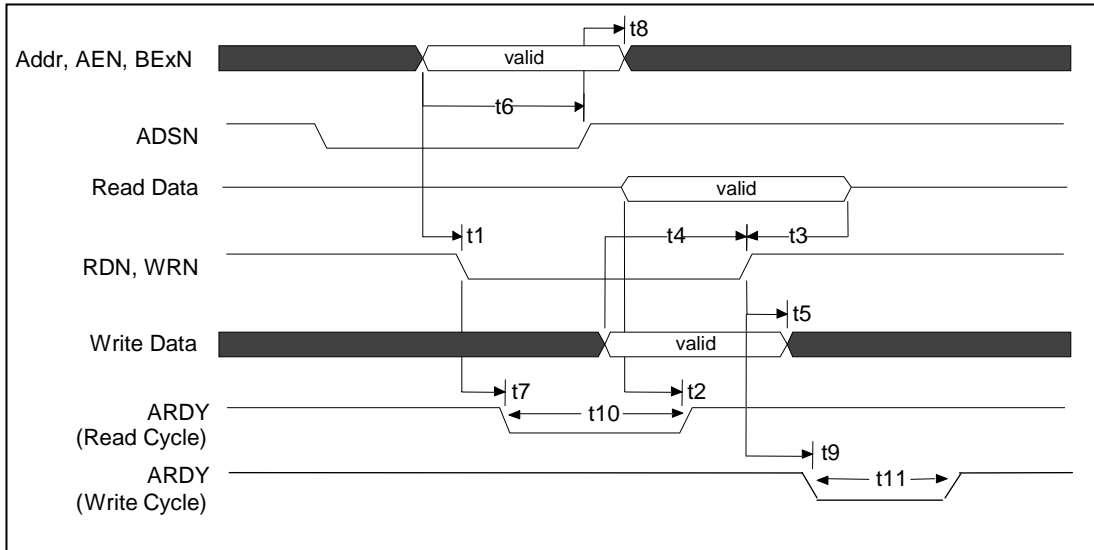 t8
Addr, AEN, BExN
valid
t6
ADSN
Read Data
valid
t1
t4
t3
RDN, WRN
t5
Write Data
valid
t7
t2
ARDY
t10
(Read Cycle)
t9
ARDY
t11
(Write Cycle)